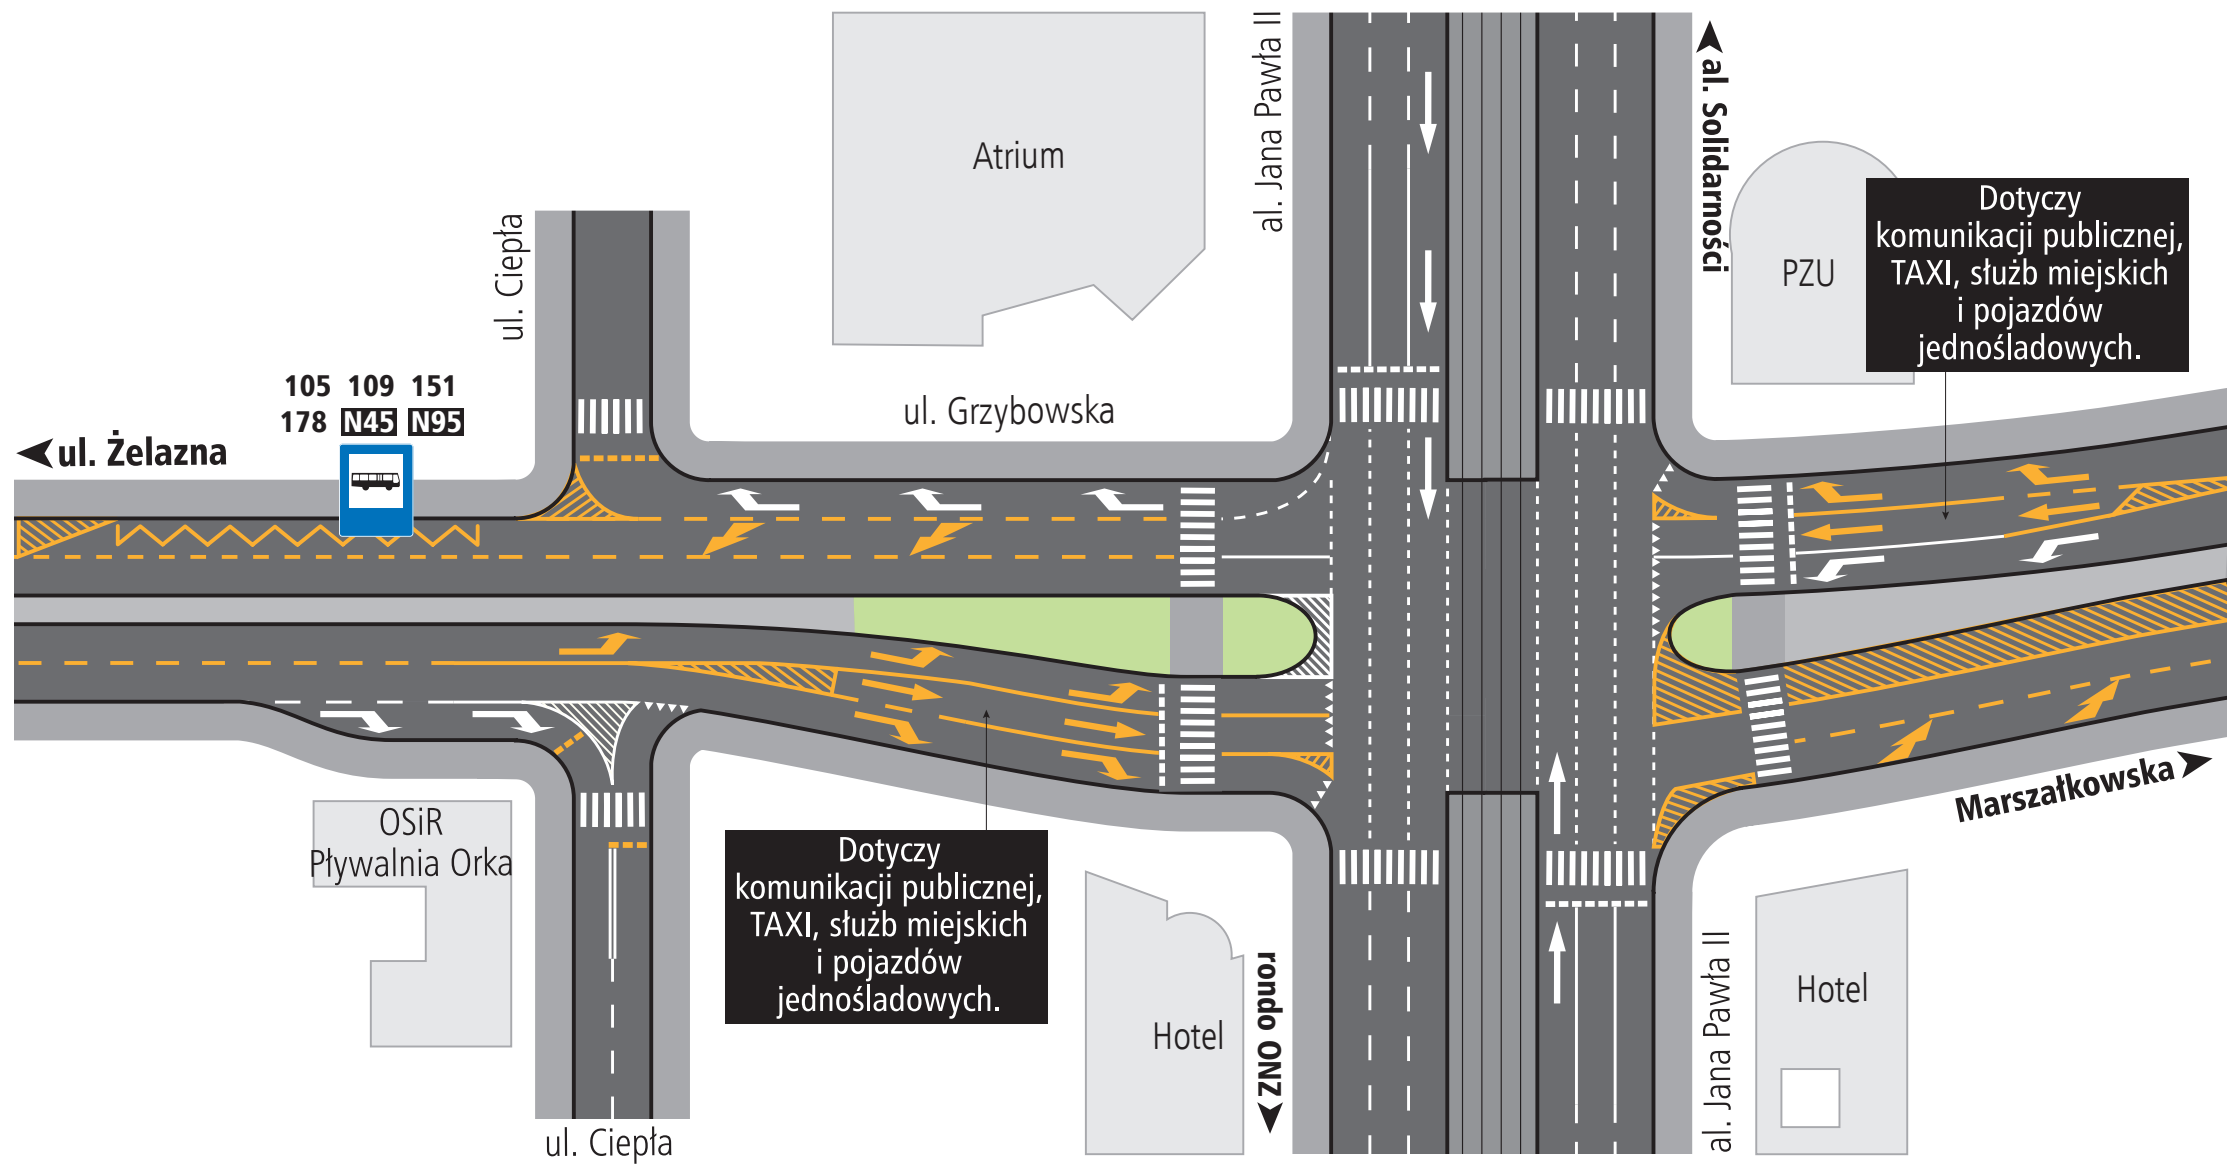 al. Jana Pawła II
al. Solidarności
Atrium
ul. Ciepła
PZU
Dotyczy
komunikacji publicznej,
TAXI, służb miejskich
i pojazdów
jednośladowych.
105 109 151
178 N45 N95
ul. Grzybowska
ul. Żelazna
Marszałkowska
OSiR
Pływalnia Orka
Dotyczy
komunikacji publicznej,
TAXI, służb miejskich
i pojazdów
jednośladowych.
rondo ONZ
Hotel
al. Jana Pawła II
Hotel
ul. Ciepła